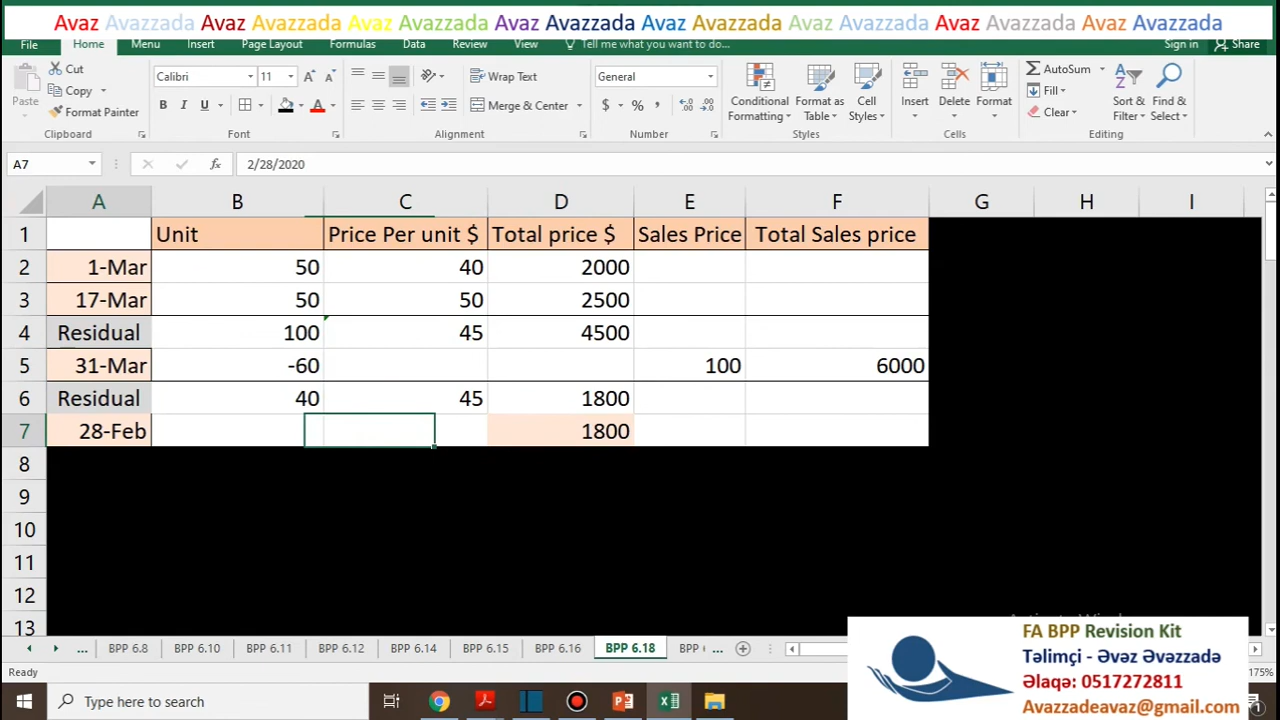 Avaz Avazzada Avaz Avazzada Avaz Avazzada Avaz Avazzada Avaz Avazzada Avaz Avazzada Avaz Avazzada Avaz Avazzada
File Home Menu Insert Page Layout Formulas Data Review View Tell me what you want to do... Sign in Share
Cut
Copy
Format Painter
Paste
Clipboard
Calibri 11
B I U
Font
Wrap Text
Merge & Center
Alignment
General
$ % ,
Number
Conditional Formatting
Format as Table
Cell Styles
Styles
Insert Delete Format
Cells
AutoSum
Fill
Clear
Sort & Filter
Find & Select
Editing
A7 fx 2/28/2020
A B C D E F G H I
1 Unit Price Per unit $ Total price $ Sales Price Total Sales price
2 1-Mar 50 40 2000
3 17-Mar 50 50 2500
4 Residual 100 45 4500
5 31-Mar -60 100 6000
6 Residual 40 45 1800
7 28-Feb 1800
8
9
10
11
12
13
... BPP 6.10 BPP 6.11 BPP 6.12 BPP 6.14 BPP 6.15 BPP 6.16 BPP 6.18 ...
Ready
175%
Type here to search
FA BPP Revision Kit
Təlimçi - Əvəz Əvəzzadə
Əlaqə: 0517272811
Avazzadeavaz@gmail.com